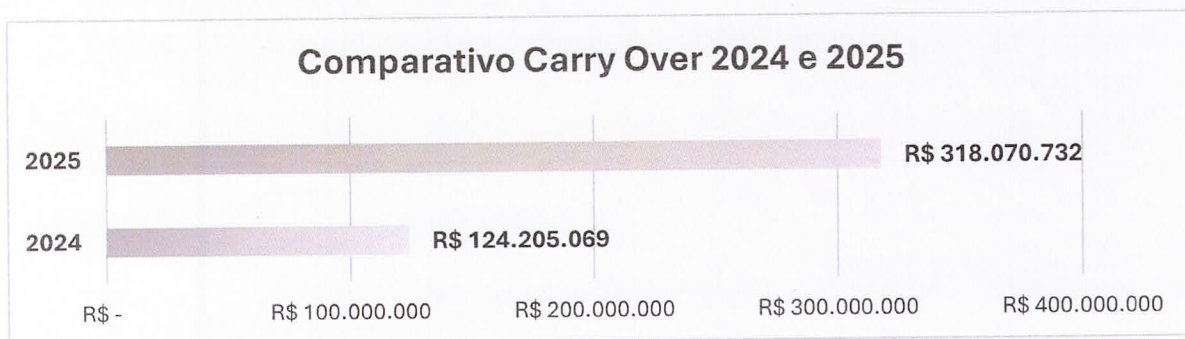 Comparativo Carry Over 2024 e 2025
2025
R$ 318.070.732
2024
R$ 124.205.069
R$ -
R$ 100.000.000
R$ 200.000.000
R$ 300.000.000
R$ 400.000.000